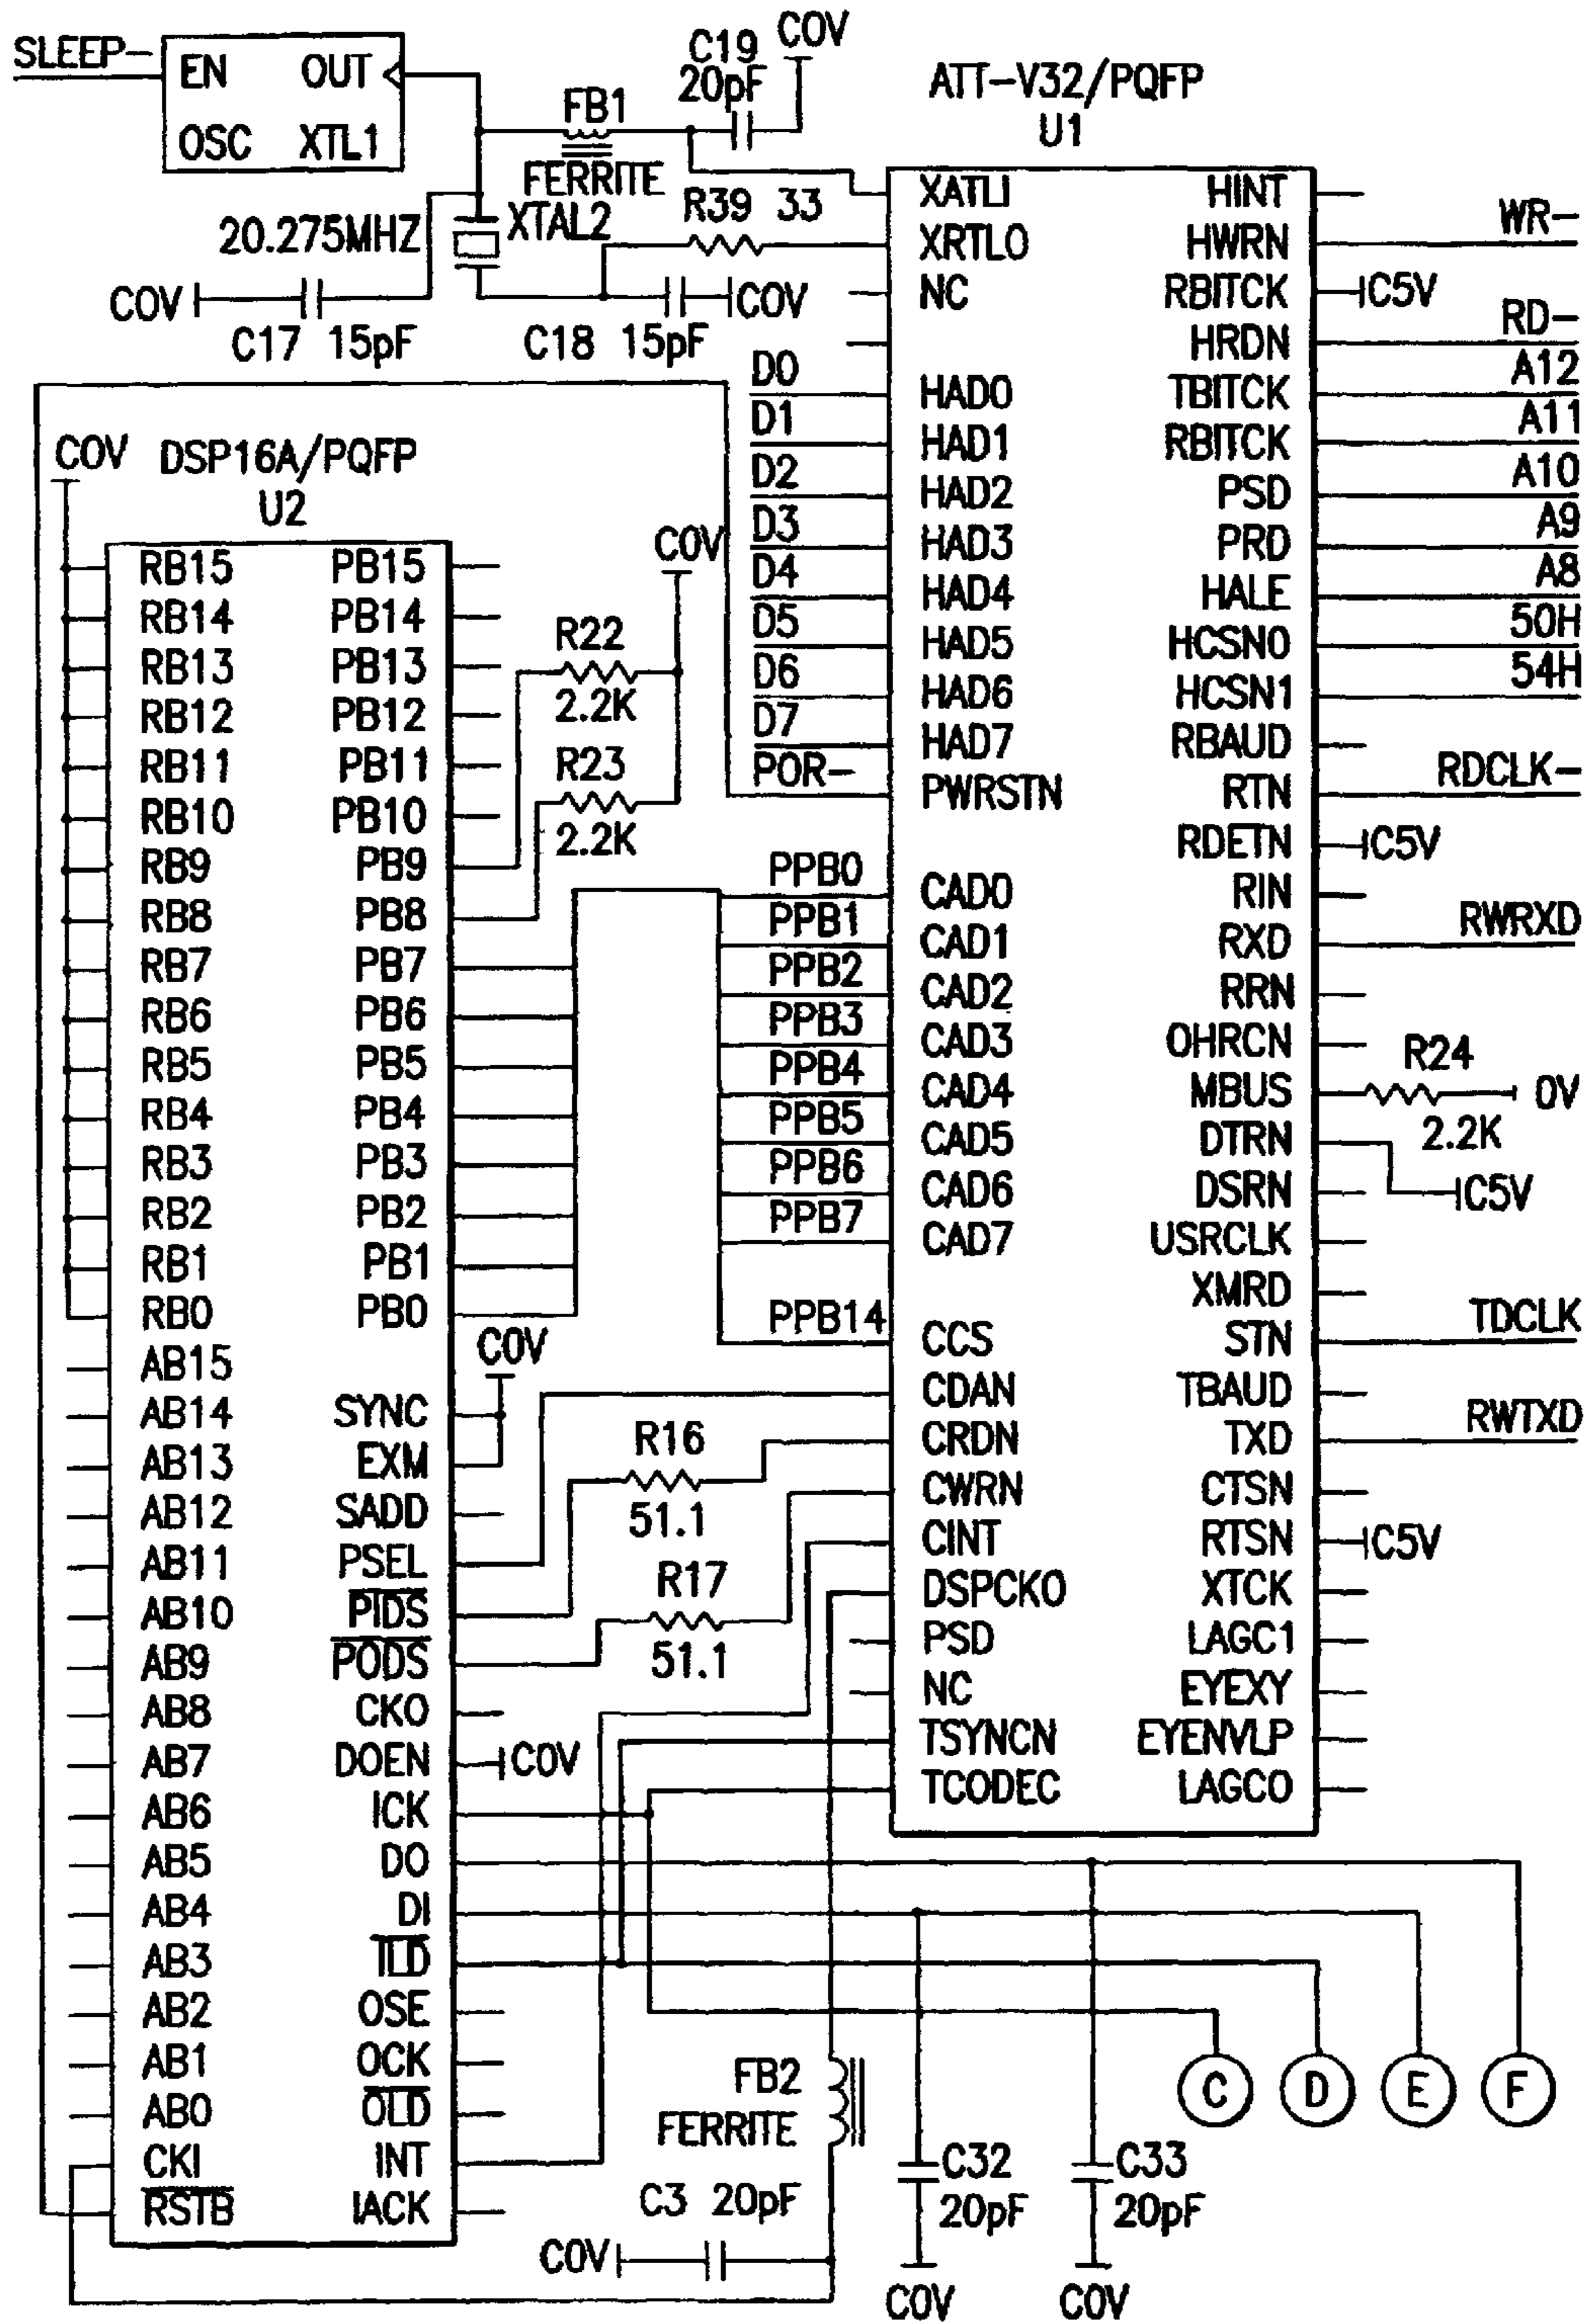 SLEEP-
EN OUT
OSC XTL1
C19
20pF
COV
FB1
FERRITE
XTAL2
20.275MHZ
R39 33
COV
C17 15pF
C18 15pF
COV
ATT-V32/PQFP
U1
XATLI
XRTLO
NC
HAD0
HAD1
HAD2
HAD3
HAD4
HAD5
HAD6
HAD7
PWRSTN
CAD0
CAD1
CAD2
CAD3
CAD4
CAD5
CAD6
CAD7
CCS
CDAN
CRDN
CWRN
CINT
DSPCKO
PSD
NC
TSYNCN
TCODEC
HINT
HWRN
RBITCK
HRDN
TBITCK
RBITCK
PSD
PRD
HALE
HCSN0
HCSN1
RBAUD
RTN
RDETN
RIN
RXD
RRN
OHRCN
MBUS
DTRN
DSRN
USRCLK
XMRD
STN
TBAUD
TXD
CTSN
RTSN
XTCK
LAGC1
EYEXY
EYENVLP
LAGCO
WR-
C5V
RD-
A12
A11
A10
A9
A8
50H
54H
RDCLK-
C5V
RWRXD
R24
0V
2.2K
C5V
TDCLK
RWTXD
C5V
D0
D1
D2
D3
D4
D5
D6
D7
POR-
PPB0
PPB1
PPB2
PPB3
PPB4
PPB5
PPB6
PPB7
PPB14
COV
DSP16A/PQFP
U2
RB15 PB15
RB14 PB14
RB13 PB13
RB12 PB12
RB11 PB11
RB10 PB10
RB9 PB9
RB8 PB8
RB7 PB7
RB6 PB6
RB5 PB5
RB4 PB4
RB3 PB3
RB2 PB2
RB1 PB1
RB0 PB0
AB15
AB14 SYNC
AB13 EXM
AB12 SADD
AB11 PSEL
AB10 PIDS
AB9 PODS
AB8 CKO
AB7 DOEN
AB6 ICK
AB5 DO
AB4 DI
AB3 TLD
AB2 OSE
AB1 OCK
AB0 OLD
CKI INT
RSTB IACK
COV
R22
2.2K
R23
2.2K
COV
R16
51.1
R17
51.1
COV
FB2
FERRITE
C3 20pF
COV
C32
20pF
COV
C33
20pF
COV
C
D
E
F